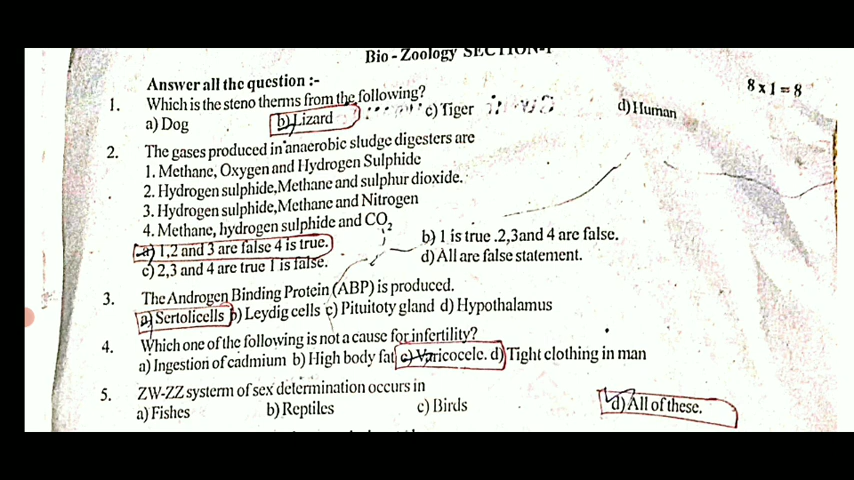 Bio - Zoology SECTION-I
Answer all the question :-
8 x 1 = 8
1. Which is the steno therms from the following?
a) Dog b) Lizard c) Tiger d) Human
2. The gases produced in anaerobic sludge digesters are
1. Methane, Oxygen and Hydrogen Sulphide
2. Hydrogen sulphide,Methane and sulphur dioxide.
3. Hydrogen sulphide,Methane and Nitrogen
4. Methane, hydrogen sulphide and CO2
a) 1,2 and 3 are false 4 is true. b) 1 is true .2,3and 4 are false.
c) 2,3 and 4 are true 1 is false. d) All are false statement.
3. The Androgen Binding Protein (ABP) is produced.
a) Sertolicells b) Leydig cells c) Pituitoty gland d) Hypothalamus
4. Which one of the following is not a cause for infertility?
a) Ingestion of cadmium b) High body fat c) Varicocele. d) Tight clothing in man
5. ZW-ZZ systerm of sex determination occurs in
a) Fishes b) Reptiles c) Birds d) All of these.